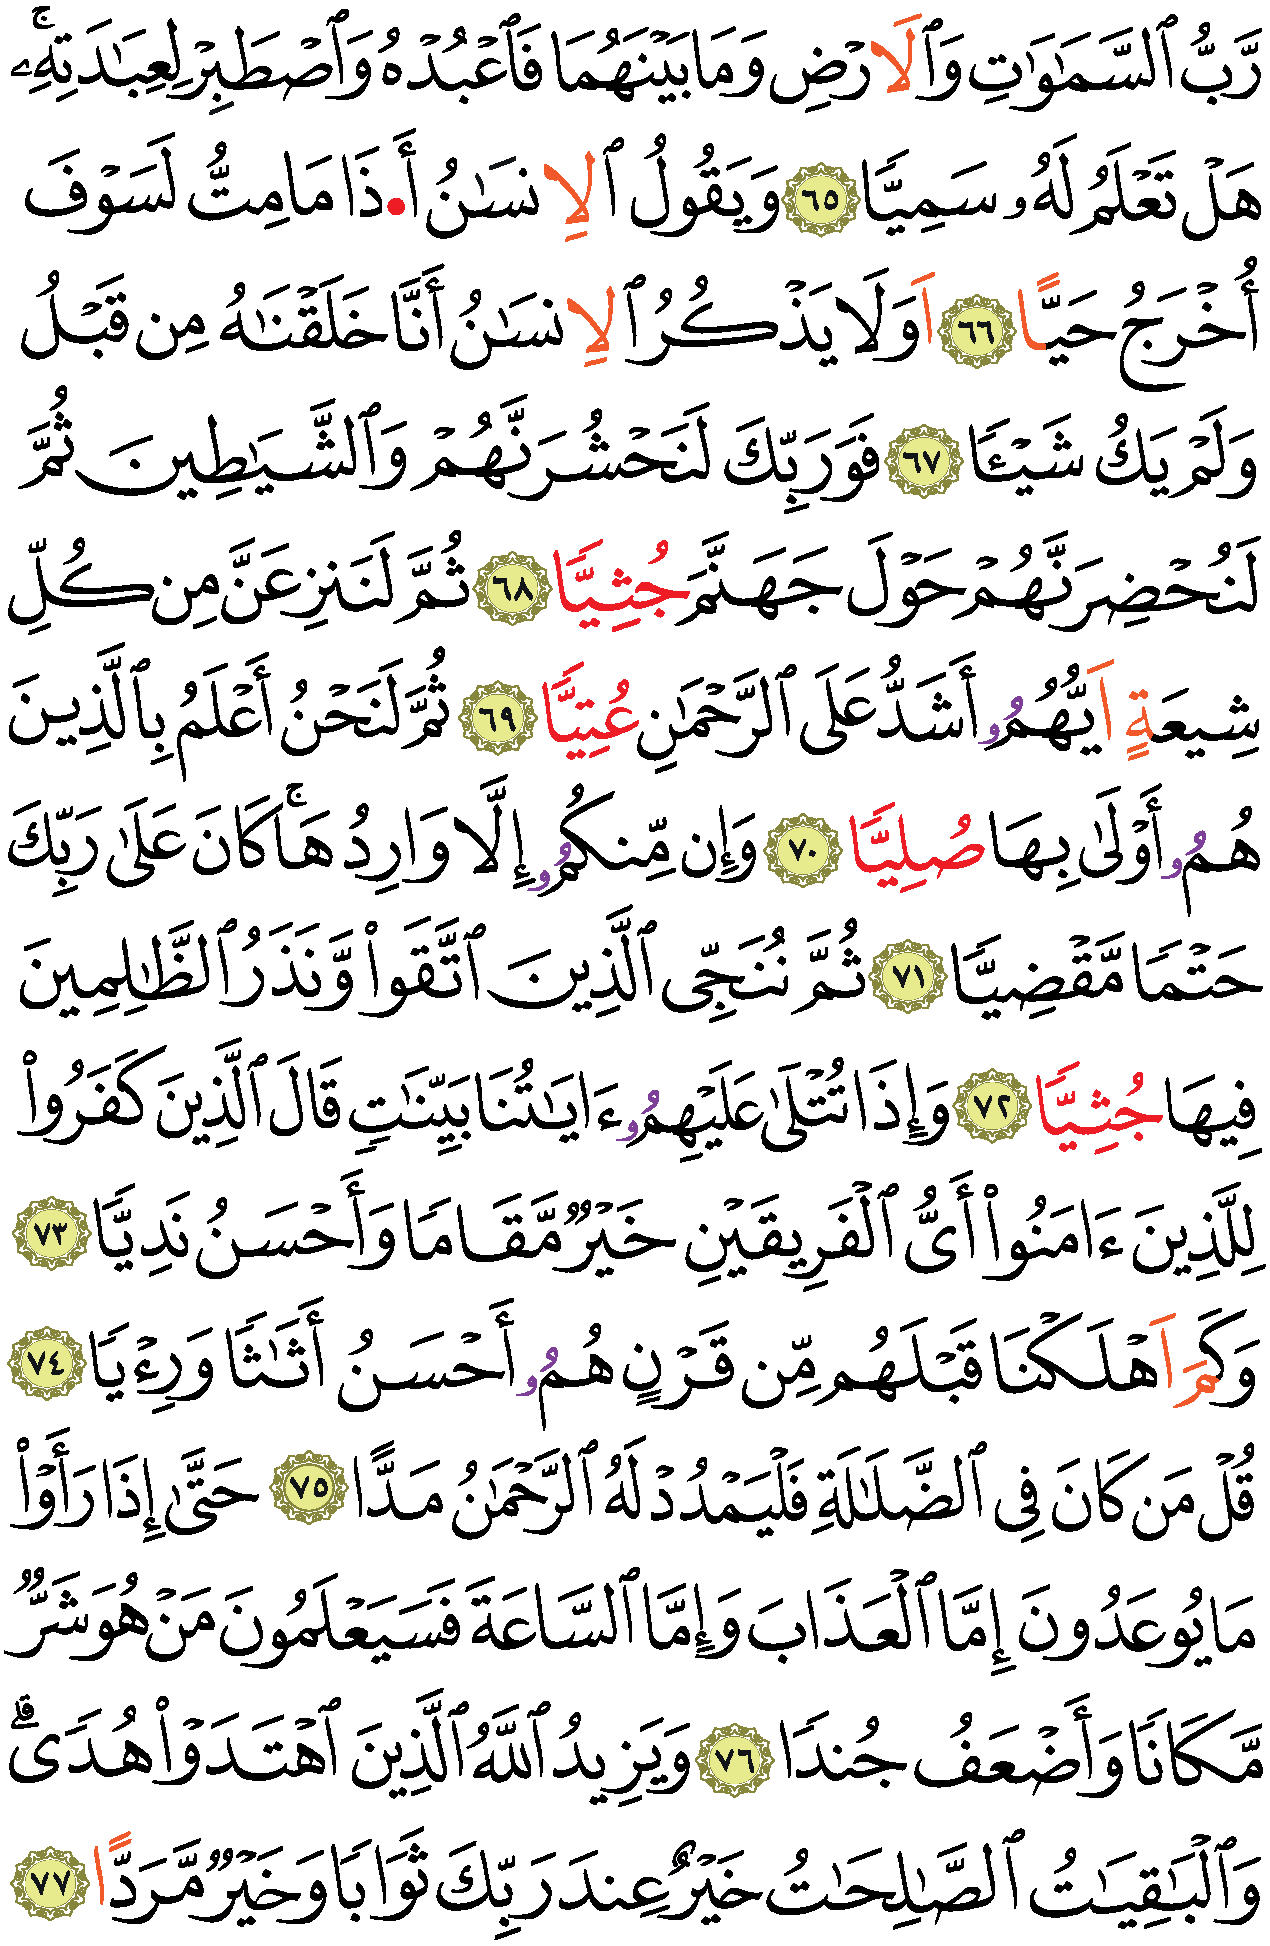 رَّبُّ ٱلسَّمَٰوَٰتِ وَٱلَارۡضِ وَمَا بَيۡنَهُمَا فَٱعۡبُدۡهُ وَٱصۡطَبِرۡ لِعِبَٰدَتِهِۦۚ
هَلۡ تَعۡلَمُ لَهُۥ سَمِيّٗا ٦٥ وَيَقُولُ ٱلِانسَٰنُ أَ•ذَا مَا مِتُّ لَسَوۡفَ
أُخۡرَجُ حَيًّا ٦٦ اَوَلَا يَذۡكُرُ ٱلِانسَٰنُ أَنَّا خَلَقۡنَٰهُ مِن قَبۡلُ
وَلَمۡ يَكُ شَيۡـٔٗا ٦٧ فَوَرَبِّكَ لَنَحۡشُرَنَّهُمۡ وَٱلشَّيَٰطِينَ ثُمَّ
لَنُحۡضِرَنَّهُمۡ حَوۡلَ جَهَنَّمَ جُثِيّٗا ٦٨ ثُمَّ لَنَنزِعَنَّ مِن كُلِّ
شِيعَةٍ اَيُّهُمُۥ أَشَدُّ عَلَى ٱلرَّحۡمَٰنِ عُتِيّٗا ٦٩ ثُمَّ لَنَحۡنُ أَعۡلَمُ بِٱلَّذِينَ
هُمُۥ أَوۡلَىٰ بِهَا صُلِيّٗا ٧٠ وَإِن مِّنكُمُۥ إِلَّا وَارِدُهَاۚ كَانَ عَلَىٰ رَبِّكَ
حَتۡمٗا مَّقۡضِيّٗا ٧١ ثُمَّ نُنَجِّي ٱلَّذِينَ ٱتَّقَواْ وَّنَذَرُ ٱلظَّٰلِمِينَ
فِيهَا جُثِيّٗا ٧٢ وَإِذَا تُتۡلَىٰ عَلَيۡهِمُۥ ءَايَٰتُنَا بَيِّنَٰتٖ قَالَ ٱلَّذِينَ كَفَرُواْ
لِلَّذِينَ ءَامَنُوٓاْ أَيُّ ٱلۡفَرِيقَيۡنِ خَيۡرٞ مَّقَامٗا وَأَحۡسَنُ نَدِيّٗا ٧٣
وَكَمَ اَهۡلَكۡنَا قَبۡلَهُم مِّن قَرۡنٍ هُمُۥ أَحۡسَنُ أَثَٰثٗا وَرِءۡيٗا ٧٤
قُلۡ مَن كَانَ فِي ٱلضَّلَٰلَةِ فَلۡيَمۡدُدۡ لَهُ ٱلرَّحۡمَٰنُ مَدًّا ٧٥ حَتَّىٰ إِذَا رَأَوۡاْ
مَا يُوعَدُونَ إِمَّا ٱلۡعَذَابَ وَإِمَّا ٱلسَّاعَةَ فَسَيَعۡلَمُونَ مَنۡ هُوَ شَرّٞ
مَّكَانٗا وَأَضۡعَفُ جُندٗا ٧٦ وَيَزِيدُ ٱللَّهُ ٱلَّذِينَ ٱهۡتَدَوۡاْ هُدٗىۗ
وَٱلۡبَٰقِيَٰتُ ٱلصَّٰلِحَٰتُ خَيۡرٌ عِندَ رَبِّكَ ثَوَابٗا وَخَيۡرٞ مَّرَدًّا ٧٧